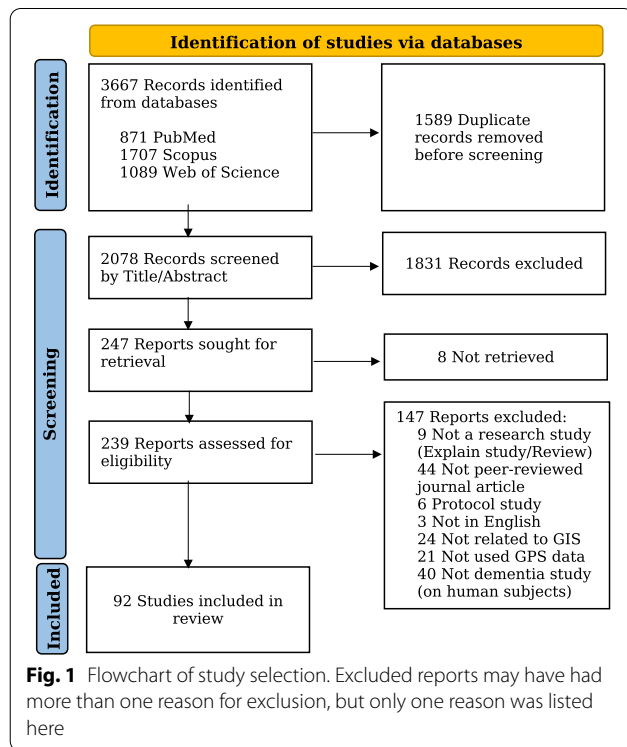 Identification of studies via databases
Identification
3667 Records identified
from databases
871 PubMed
1707 Scopus
1089 Web of Science
1589 Duplicate
records removed
before screening
Screening
2078 Records screened
by Title/Abstract
1831 Records excluded
247 Reports sought for
retrieval
8 Not retrieved
239 Reports assessed for
eligibility
147 Reports excluded:
9 Not a research study
(Explain study/Review)
44 Not peer-reviewed
journal article
6 Protocol study
3 Not in English
24 Not related to GIS
21 Not used GPS data
40 Not dementia study
(on human subjects)
Included
92 Studies included in
review
Fig. 1 Flowchart of study selection. Excluded reports may have had
more than one reason for exclusion, but only one reason was listed
here